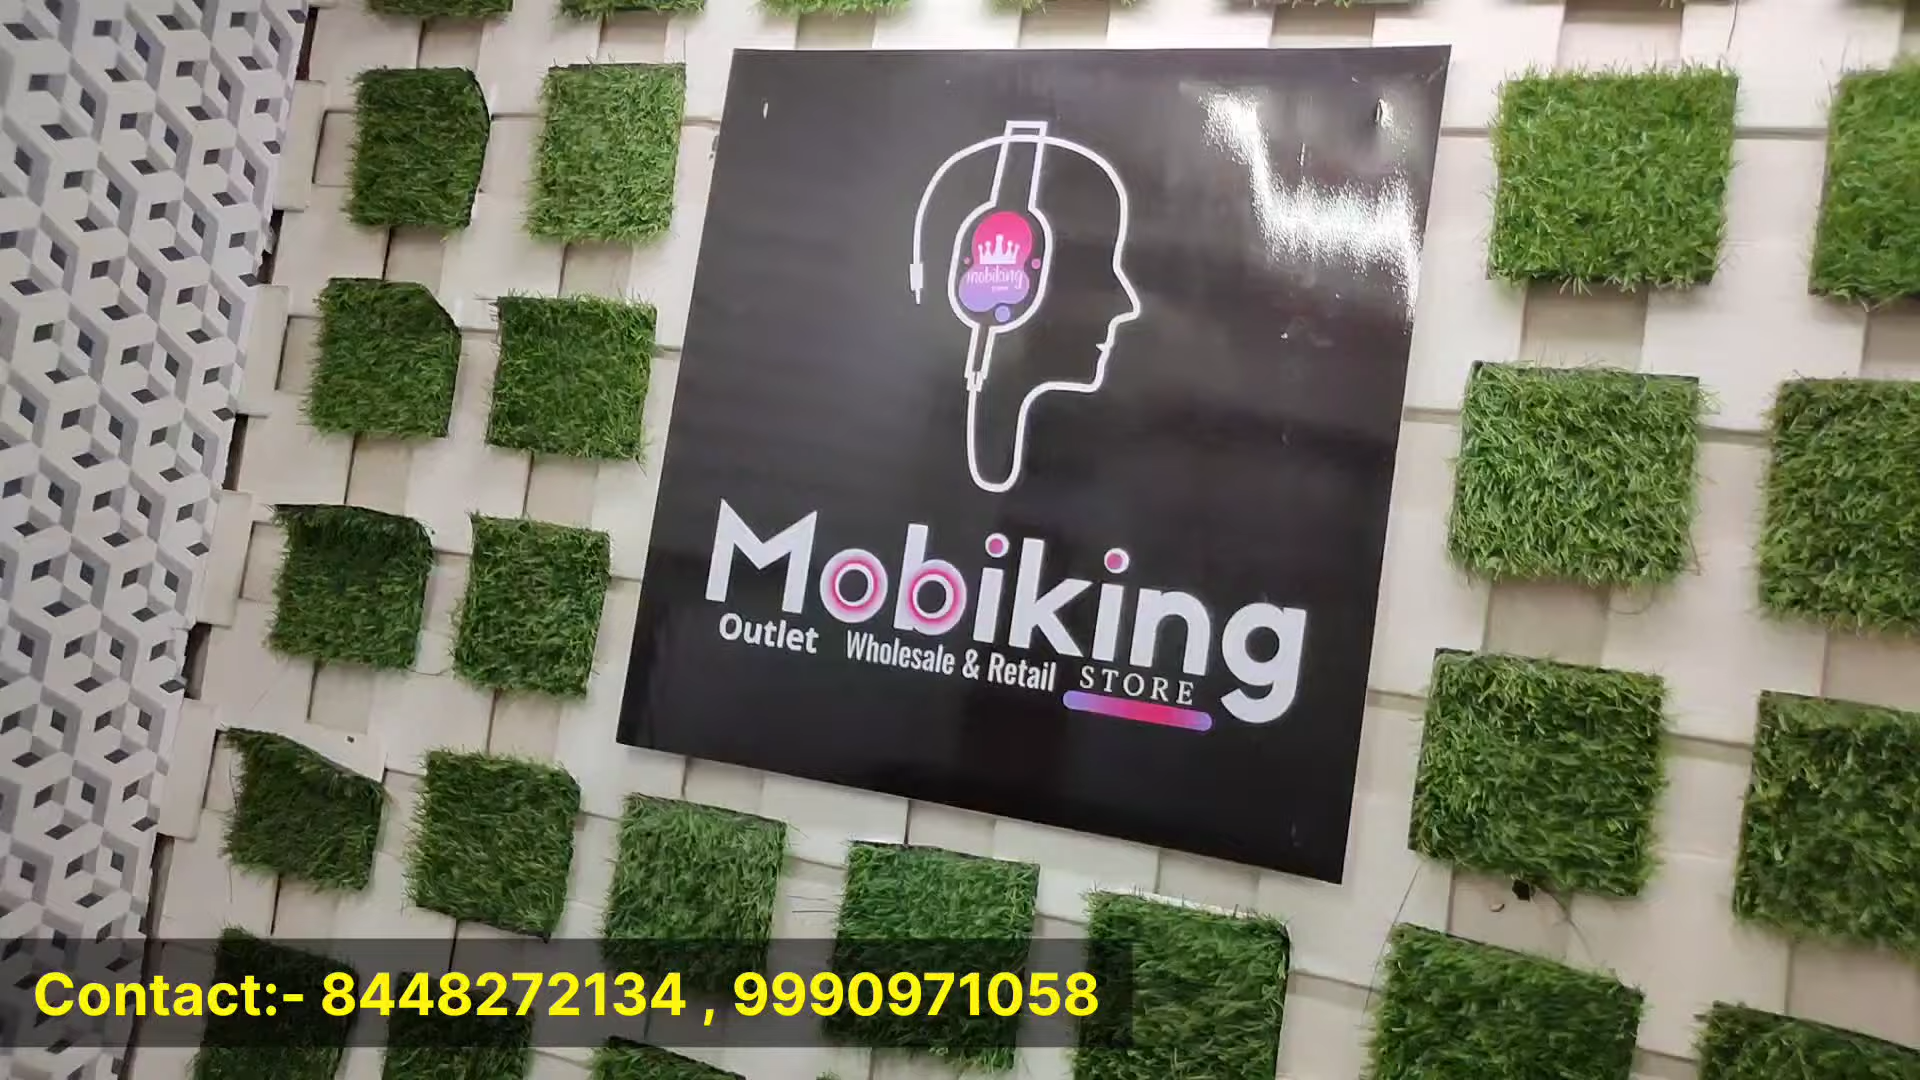 mobiking
Mobiking
Outlet Wholesale & Retail STORE
Contact:- 8448272134 , 9990971058